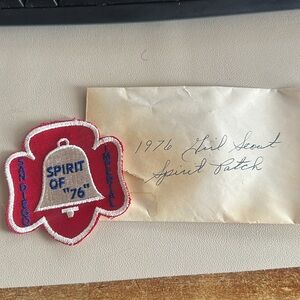 SPIRIT
OF
"76"
SAN DIEGO
IMPERIAL
1976 Girl Scout
Spirit Patch